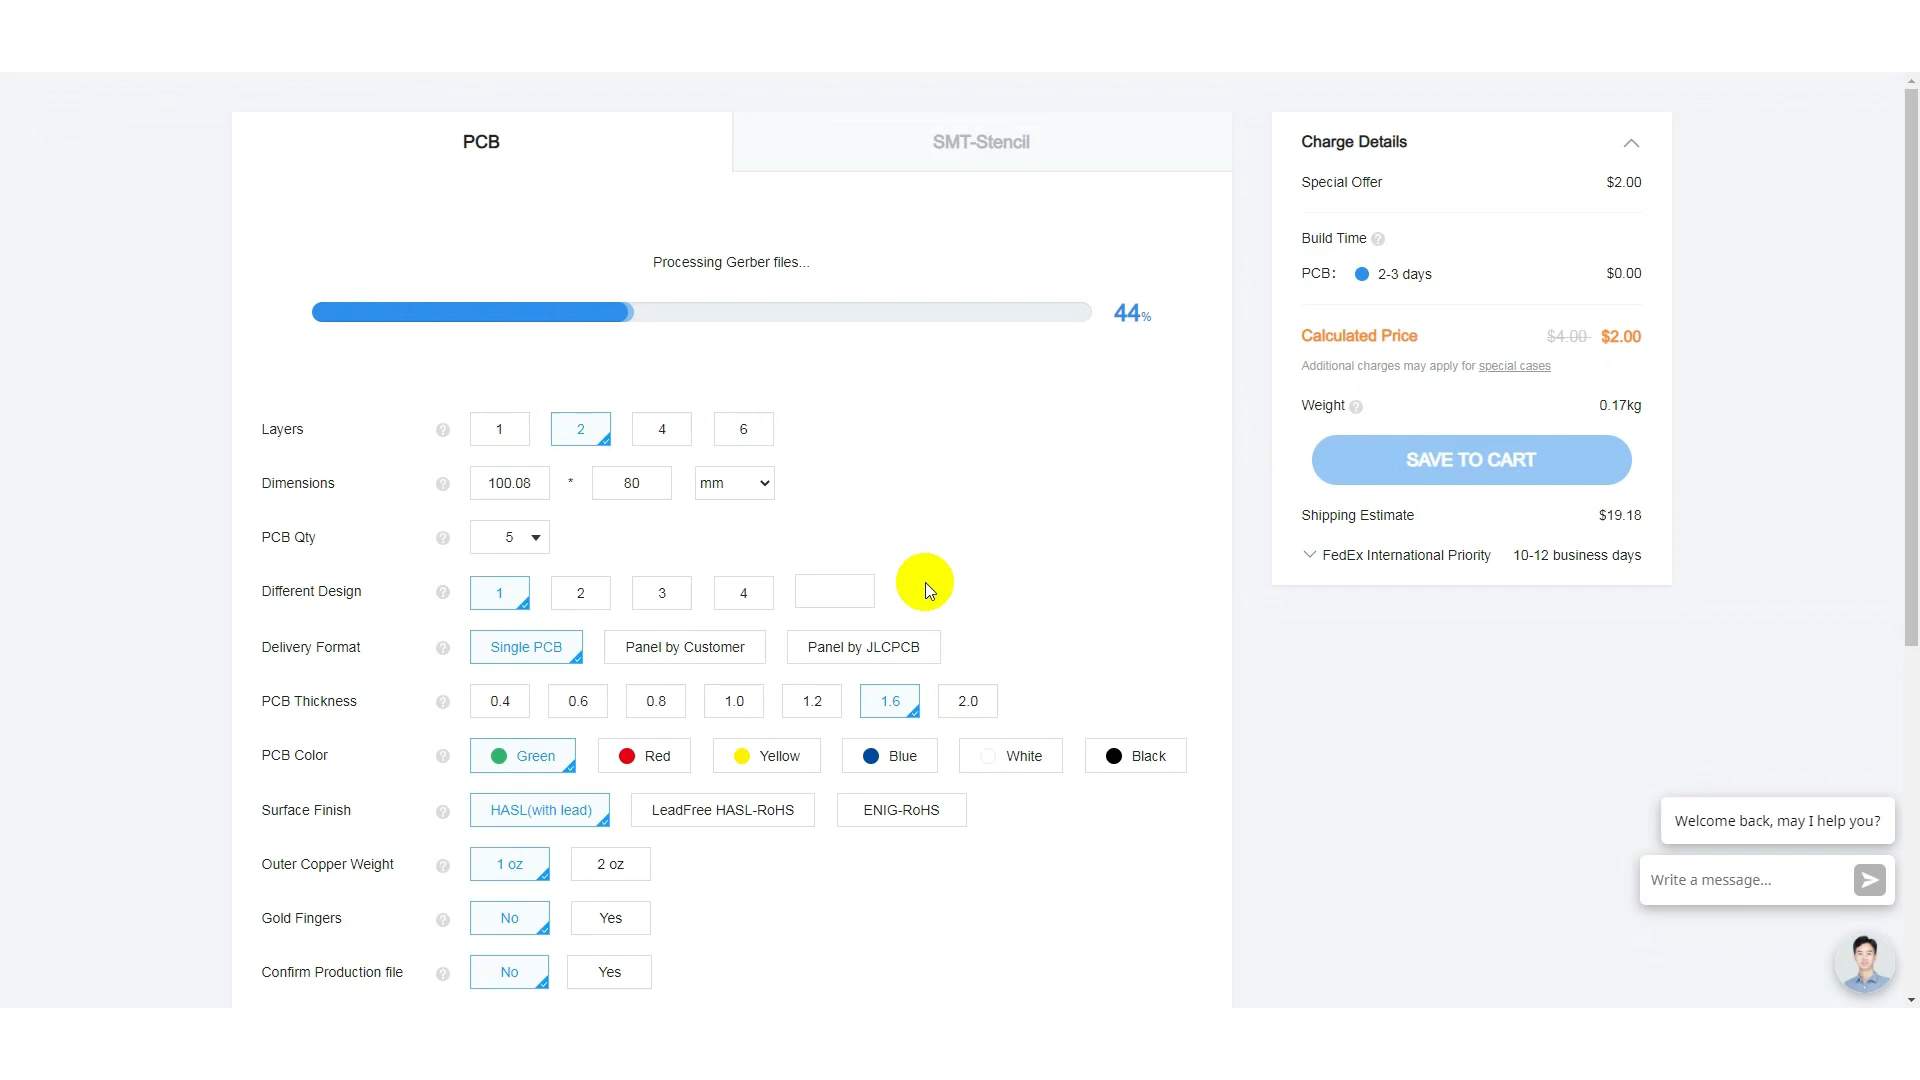 PCB
SMT-Stencil
Processing Gerber files...
44%
Layers ? 1 2 4 6
Dimensions ? 100.08 * 80 mm
PCB Qty ? 5
Different Design ? 1 2 3 4
Delivery Format ? Single PCB Panel by Customer Panel by JLCPCB
PCB Thickness ? 0.4 0.6 0.8 1.0 1.2 1.6 2.0
PCB Color ? Green Red Yellow Blue White Black
Surface Finish ? HASL(with lead) LeadFree HASL-RoHS ENIG-RoHS
Outer Copper Weight ? 1 oz 2 oz
Gold Fingers ? No Yes
Confirm Production file ? No Yes
Charge Details
Special Offer $2.00
Build Time ?
PCB: 2-3 days $0.00
Calculated Price $4.00 $2.00
Additional charges may apply for special cases
Weight ? 0.17kg
SAVE TO CART
Shipping Estimate $19.18
FedEx International Priority 10-12 business days
Welcome back, may I help you?
Write a message...